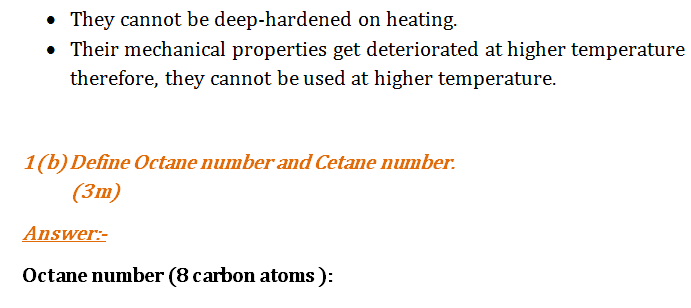 • They cannot be deep-hardened on heating.
• Their mechanical properties get deteriorated at higher temperature
therefore, they cannot be used at higher temperature.
1(b) Define Octane number and Cetane number.
(3m)
Answer:-
Octane number (8 carbon atoms ):